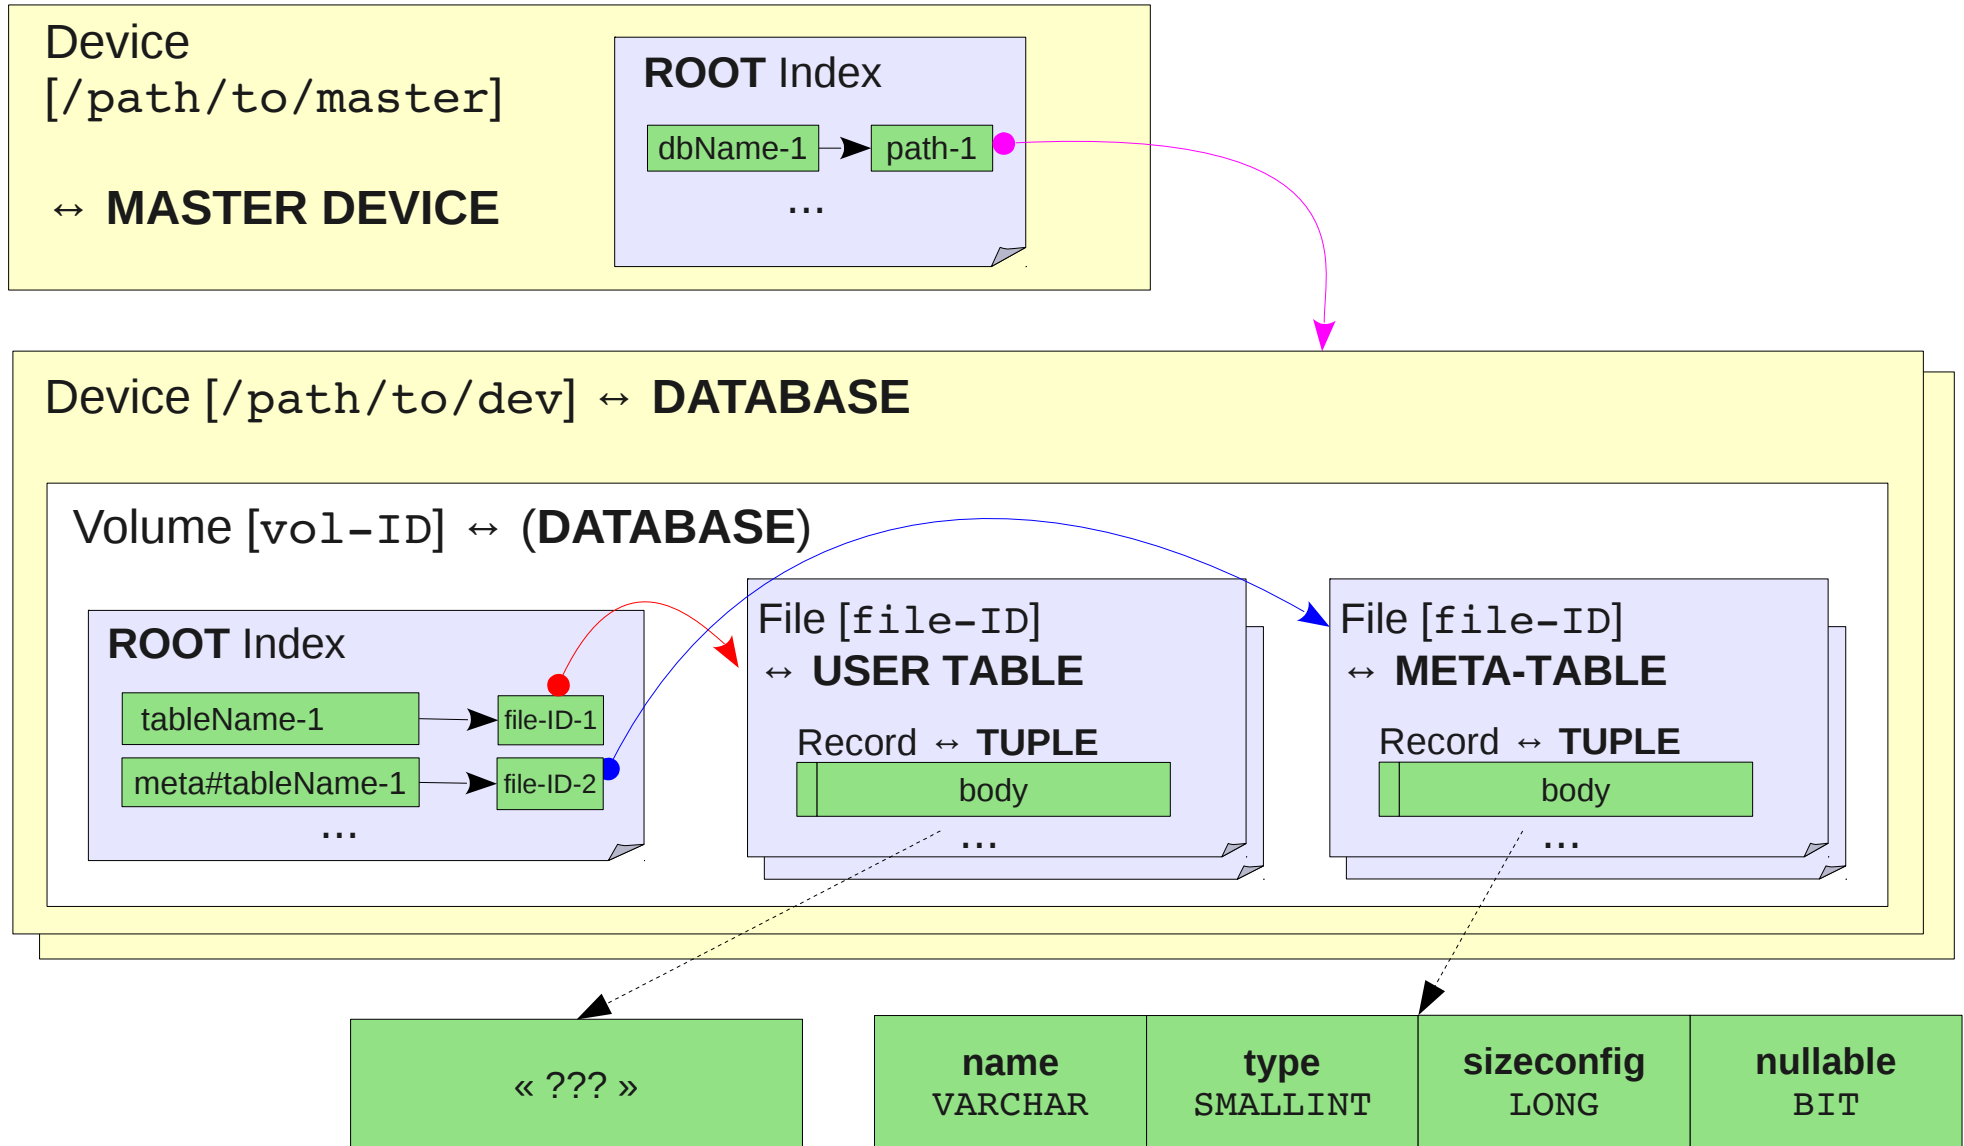 Device
[/path/to/master]
↔ MASTER DEVICE
ROOT Index
dbName-1
path-1
...
Device [/path/to/dev] ↔ DATABASE
Volume [vol-ID] ↔ (DATABASE)
ROOT Index
tableName-1
file-ID-1
meta#tableName-1
file-ID-2
...
File [file-ID]
↔ USER TABLE
Record ↔ TUPLE
body
...
File [file-ID]
↔ META-TABLE
Record ↔ TUPLE
body
...
« ??? »
name
VARCHAR
type
SMALLINT
sizeconfig
LONG
nullable
BIT